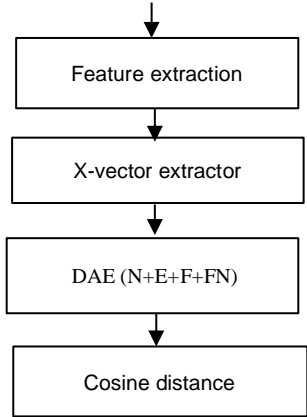 Feature extraction
X-vector extractor
DAE (N+E+F+FN)
Cosine distance